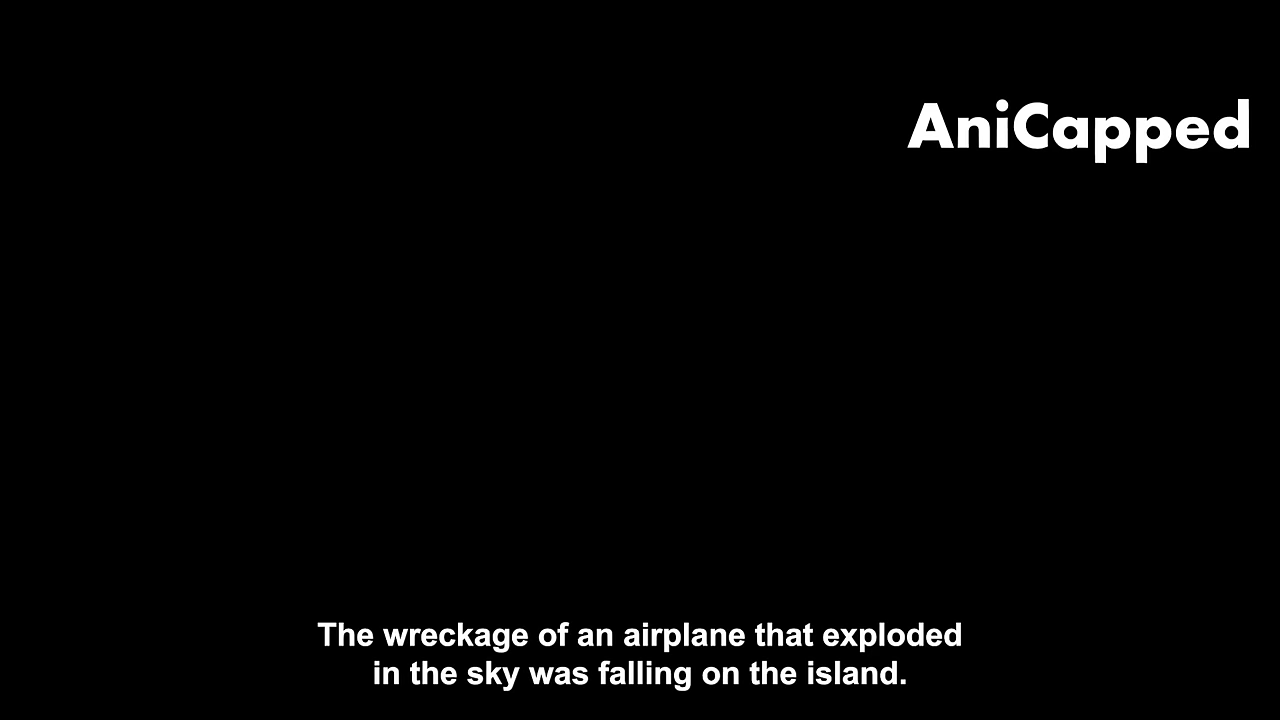 AniCapped
The wreckage of an airplane that exploded
in the sky was falling on the island.